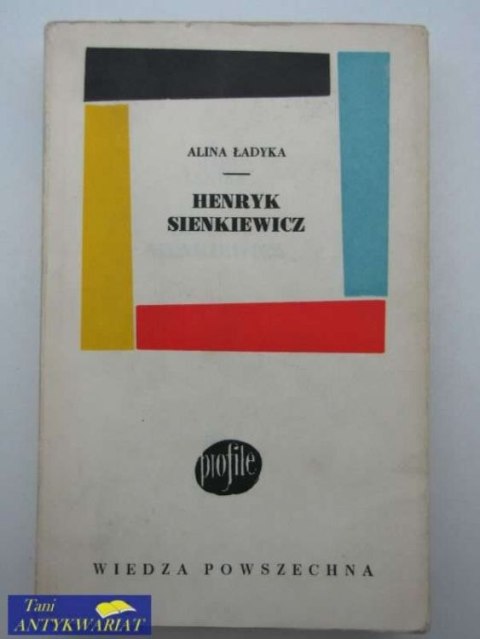 ALINA ŁADYKA
HENRYK
SIENKIEWICZ
profile
WIEDZA POWSZECHNA
Tani
ANTYKWARIAT